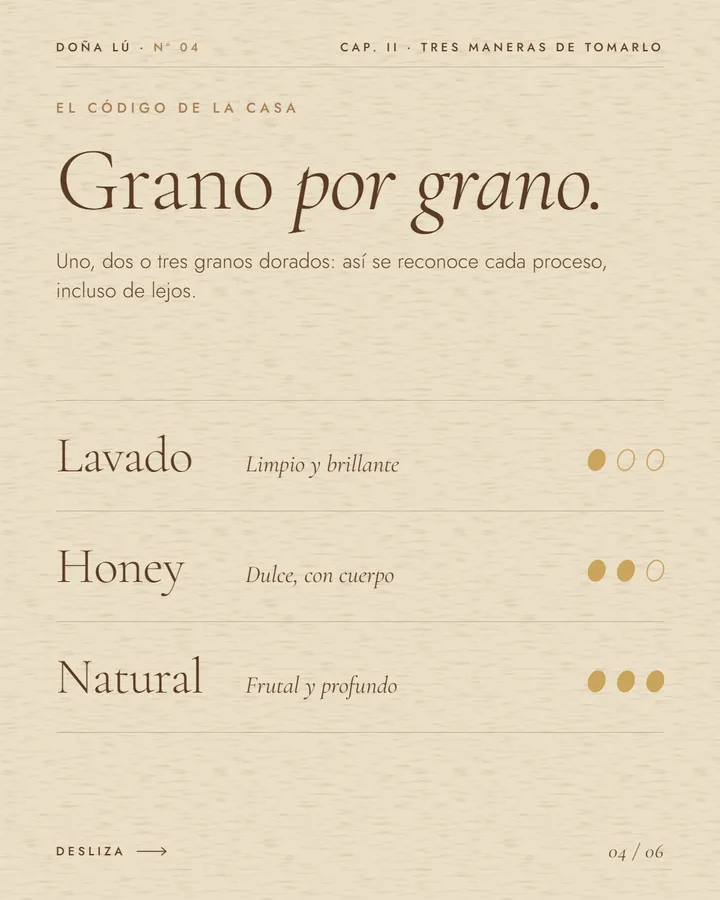 DOÑA LÚ · Nº 04
CAP. II · TRES MANERAS DE TOMARLO
EL CÓDIGO DE LA CASA
Grano por grano.
Uno, dos o tres granos dorados: así se reconoce cada proceso,
incluso de lejos.
Lavado Limpio y brillante
Honey Dulce, con cuerpo
Natural Frutal y profundo
DESLIZA
04 / 06